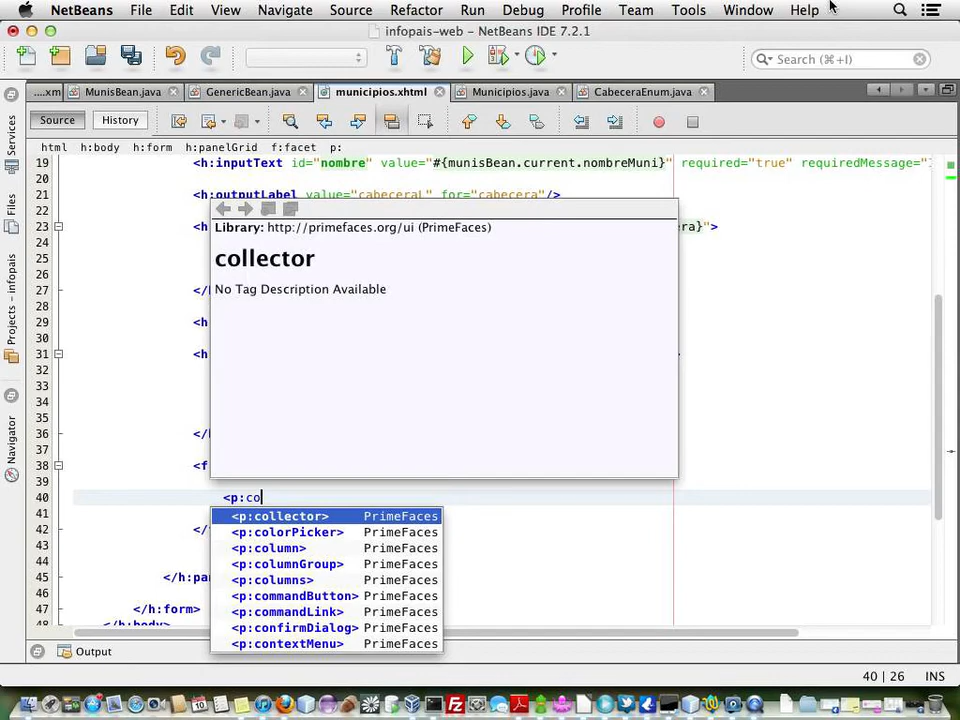 NetBeans File Edit View Navigate Source Refactor Run Debug Profile Team Tools Window Help
infopais-web - NetBeans IDE 7.2.1
Search (⌘+I)
....xm MunisBean.java GenericBean.java municipios.xhtml Municipios.java CabeceraEnum.java
Source History
html h:body h:form h:panelGrid f:facet p:
Services
Files
Projects - infopais
Navigator
19 <h:inputText id="nombre" value="#{munisBean.current.nombreMuni}" required="true" requiredMessage="
20
21 <h:outputLabel value="cabeceraL" for="cabecera"/>
22
23 <h era}">
24
25
26
27 </
28
29 <h
30
31 <h
32
33
34
35
36 </
37
38 <f
39
40 <p:co
41
42 </
43
44
45 </h:pa
46
47 </h:form>
48 </h:body>
Library: http://primefaces.org/ui (PrimeFaces)
collector
No Tag Description Available
<p:collector> PrimeFaces
<p:colorPicker> PrimeFaces
<p:column> PrimeFaces
<p:columnGroup> PrimeFaces
<p:columns> PrimeFaces
<p:commandButton> PrimeFaces
<p:commandLink> PrimeFaces
<p:confirmDialog> PrimeFaces
<p:contextMenu> PrimeFaces
Output
40 | 26 INS